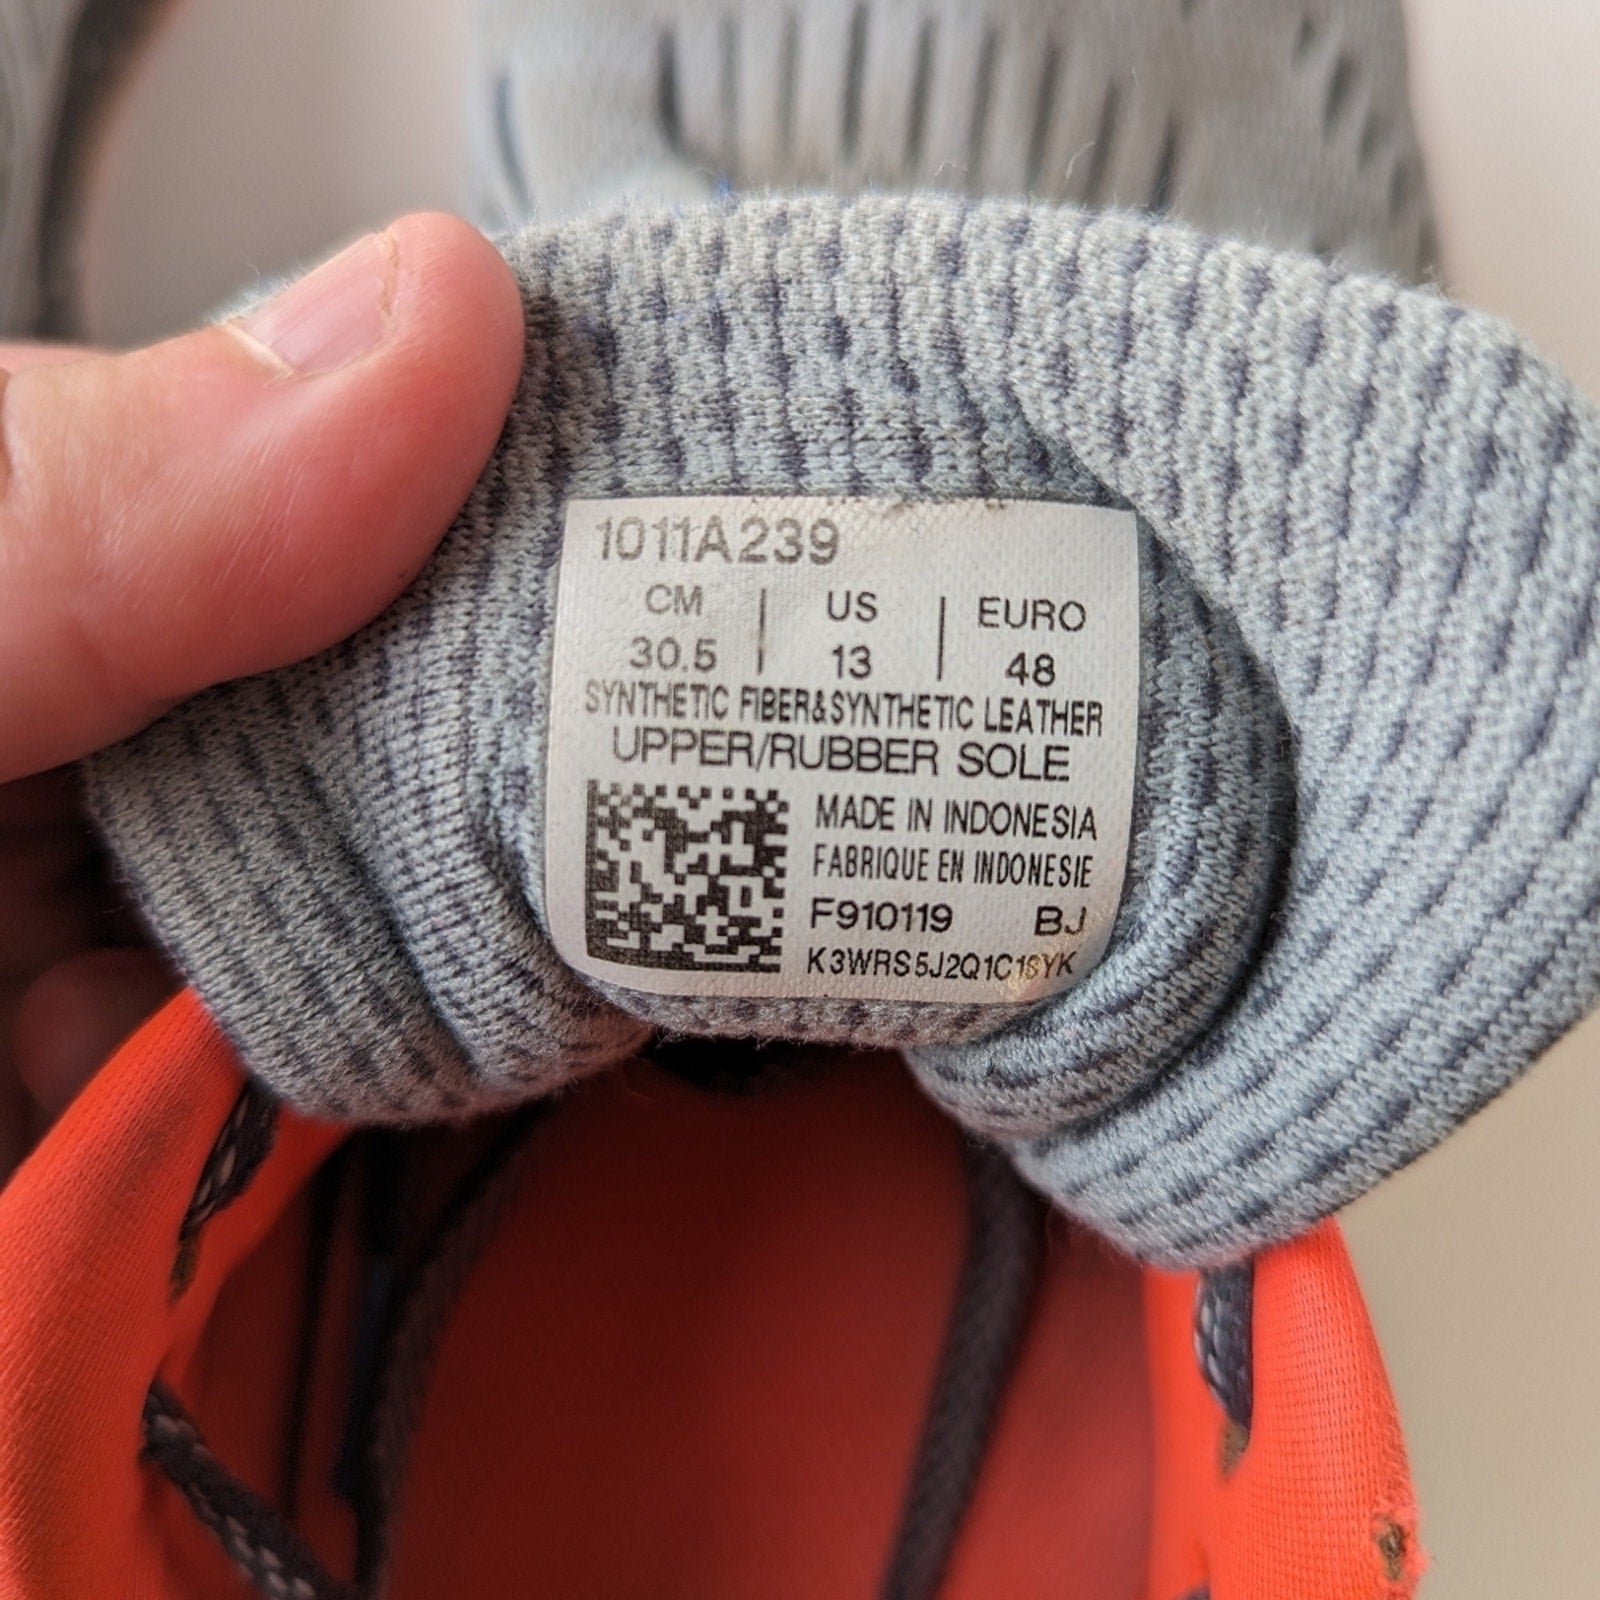 1011A239
CM | US | EURO
30.5 | 13 | 48
SYNTHETIC FIBER&SYNTHETIC LEATHER
UPPER/RUBBER SOLE
MADE IN INDONESIA
FABRIQUE EN INDONESIE
F910119 BJ
K3WRS5J2Q1C1SYK